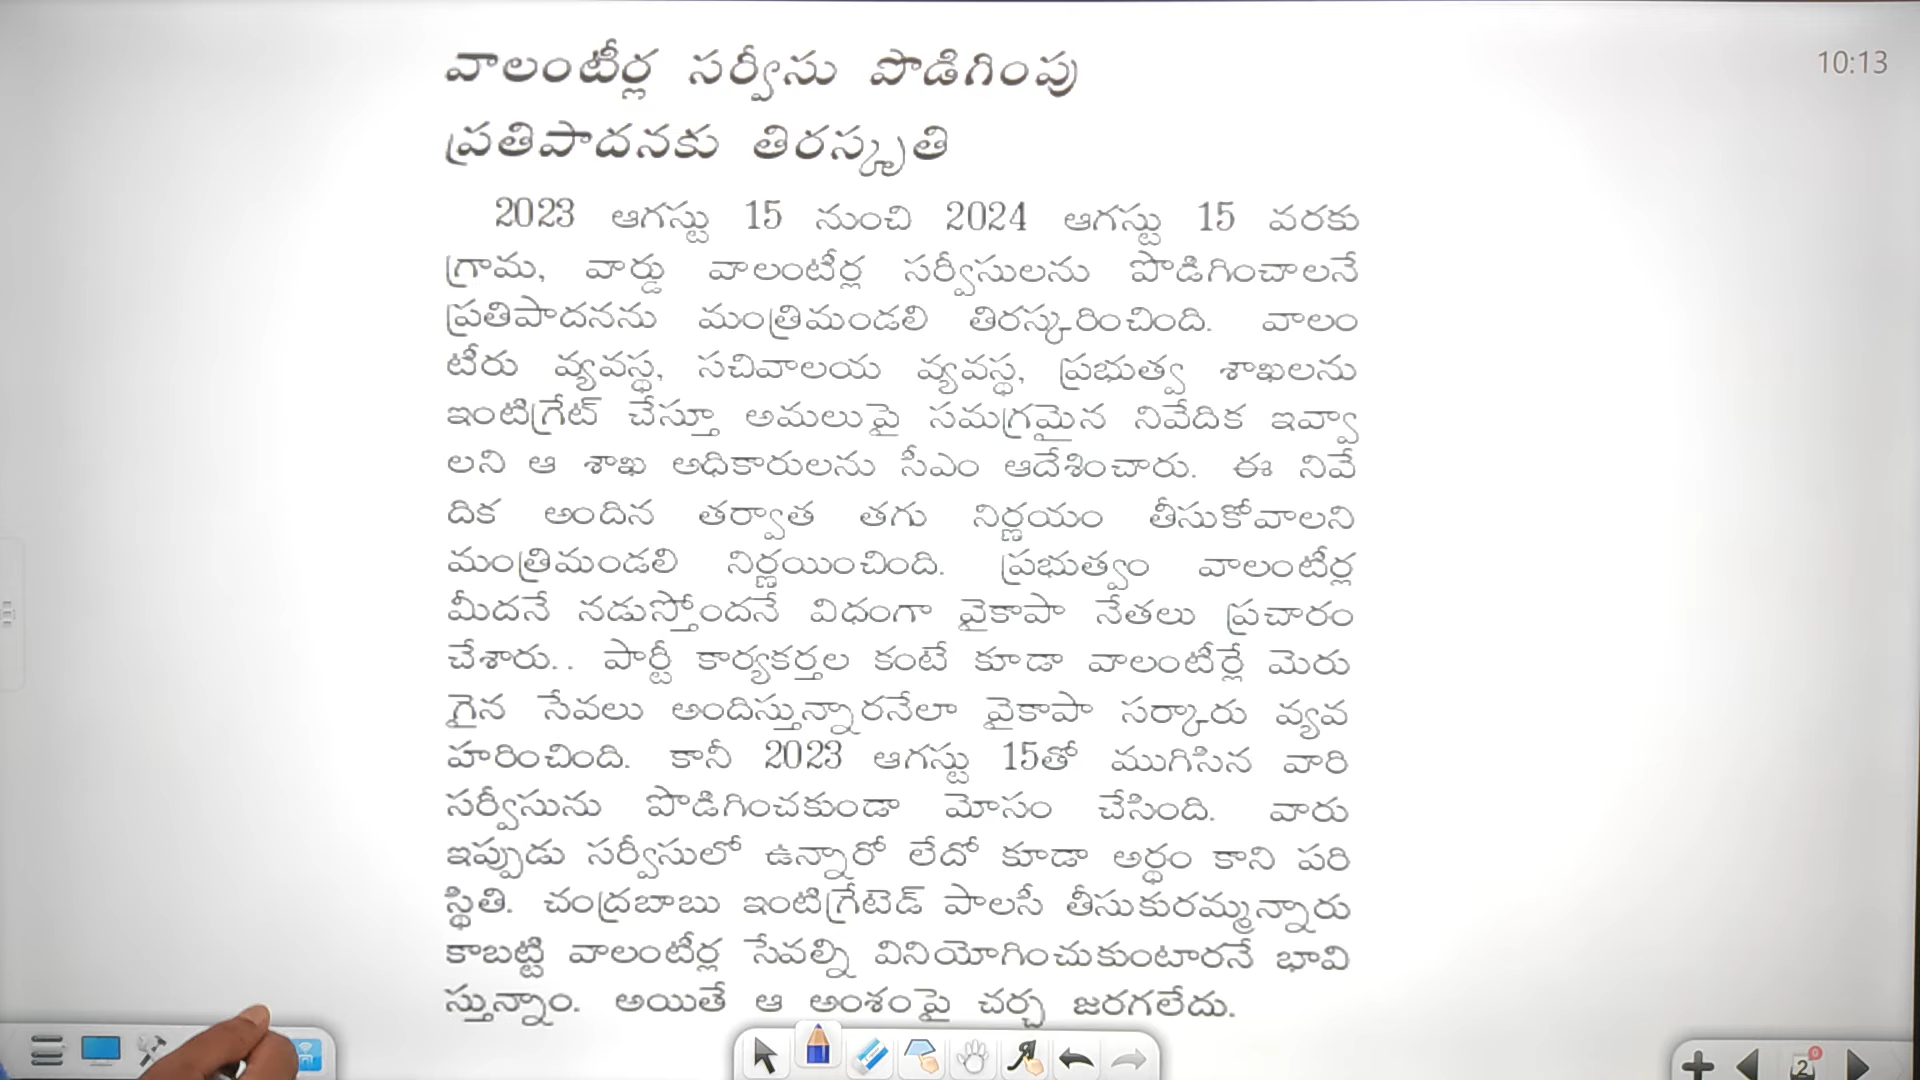 వాలంటీర్ల సర్వీసు పొడిగింపు
ప్రతిపాదనకు తిరస్కృతి
10:13
2023 ఆగస్టు 15 నుంచి 2024 ఆగస్టు 15 వరకు
గ్రామ, వార్డు వాలంటీర్ల సర్వీసులను పొడిగించాలనే
ప్రతిపాదనను మంత్రిమండలి తిరస్కరించింది. వాలం
టీరు వ్యవస్థ, సచివాలయ వ్యవస్థ, ప్రభుత్వ శాఖలను
ఇంటిగ్రేట్ చేస్తూ అమలుపై సమగ్రమైన నివేదిక ఇవ్వా
లని ఆ శాఖ అధికారులను సీఎం ఆదేశించారు. ఈ నివే
దిక అందిన తర్వాత తగు నిర్ణయం తీసుకోవాలని
మంత్రిమండలి నిర్ణయించింది. ప్రభుత్వం వాలంటీర్ల
మీదనే నడుస్తోందనే విధంగా వైకాపా నేతలు ప్రచారం
చేశారు.. పార్టీ కార్యకర్తల కంటే కూడా వాలంటీర్లే మెరు
గైన సేవలు అందిస్తున్నారనేలా వైకాపా సర్కారు వ్యవ
హరించింది. కానీ 2023 ఆగస్టు 15తో ముగిసిన వారి
సర్వీసును పొడిగించకుండా మోసం చేసింది. వారు
ఇప్పుడు సర్వీసులో ఉన్నారో లేదో కూడా అర్థం కాని పరి
స్థితి. చంద్రబాబు ఇంటిగ్రేటెడ్ పాలసీ తీసుకురమ్మన్నారు
కాబట్టి వాలంటీర్ల సేవల్ని వినియోగించుకుంటారనే భావి
స్తున్నాం. అయితే ఆ అంశంపై చర్చ జరగలేదు.
2
0